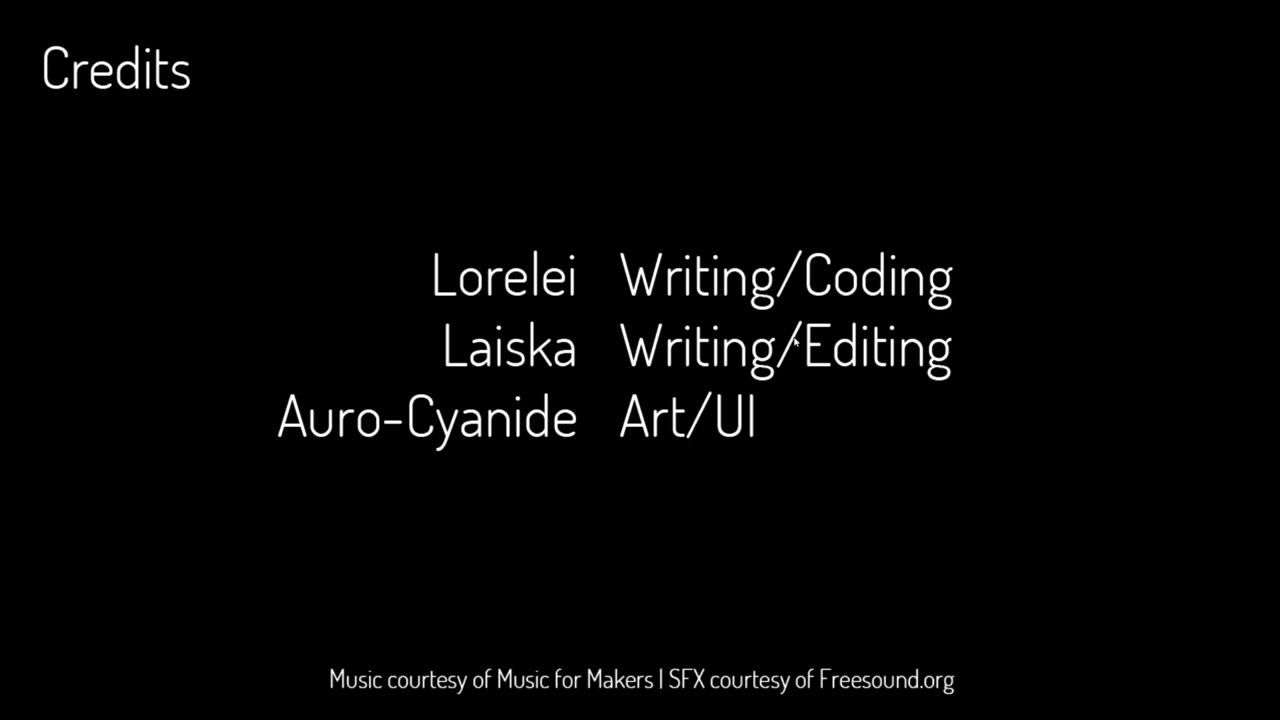 Credits
Lorelei Writing/Coding
Laiska Writing/Editing
Auro-Cyanide Art/UI
Music courtesy of Music for Makers | SFX courtesy of Freesound.org